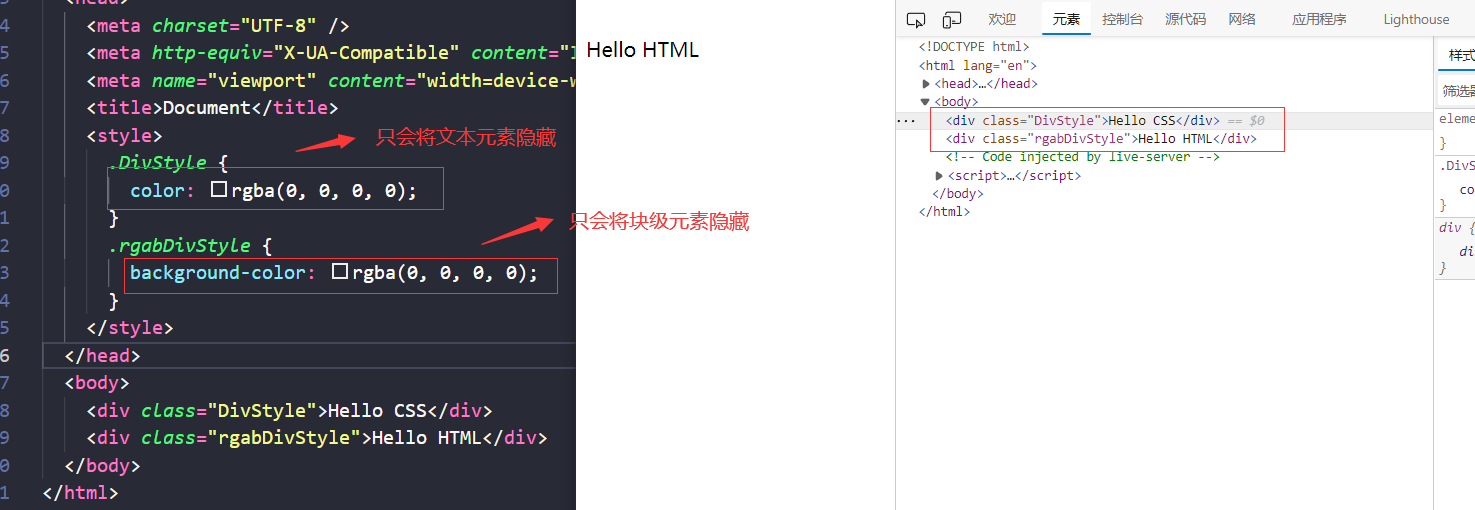 3 <head>
4 <meta charset="UTF-8" />
5 <meta http-equiv="X-UA-Compatible" content="I
6 <meta name="viewport" content="width=device-w
7 <title>Document</title>
8 <style>
只会将文本元素隐藏
9 .DivStyle {
0 color: rgba(0, 0, 0, 0);
1 }
只会将块级元素隐藏
2 .rgabDivStyle {
3 background-color: rgba(0, 0, 0, 0);
4 }
5 </style>
6 </head>
7 <body>
8 <div class="DivStyle">Hello CSS</div>
9 <div class="rgabDivStyle">Hello HTML</div>
0 </body>
1 </html>
Hello HTML
欢迎 元素 控制台 源代码 网络 应用程序 Lighthouse
<!DOCTYPE html>
<html lang="en">
<head>…</head>
<body>
<div class="DivStyle">Hello CSS</div> == $0
<div class="rgabDivStyle">Hello HTML</div>
<!-- Code injected by live-server -->
<script>…</script>
</body>
</html>
样式
筛选器
eleme
}
.DivS
co
}
div {
di
}